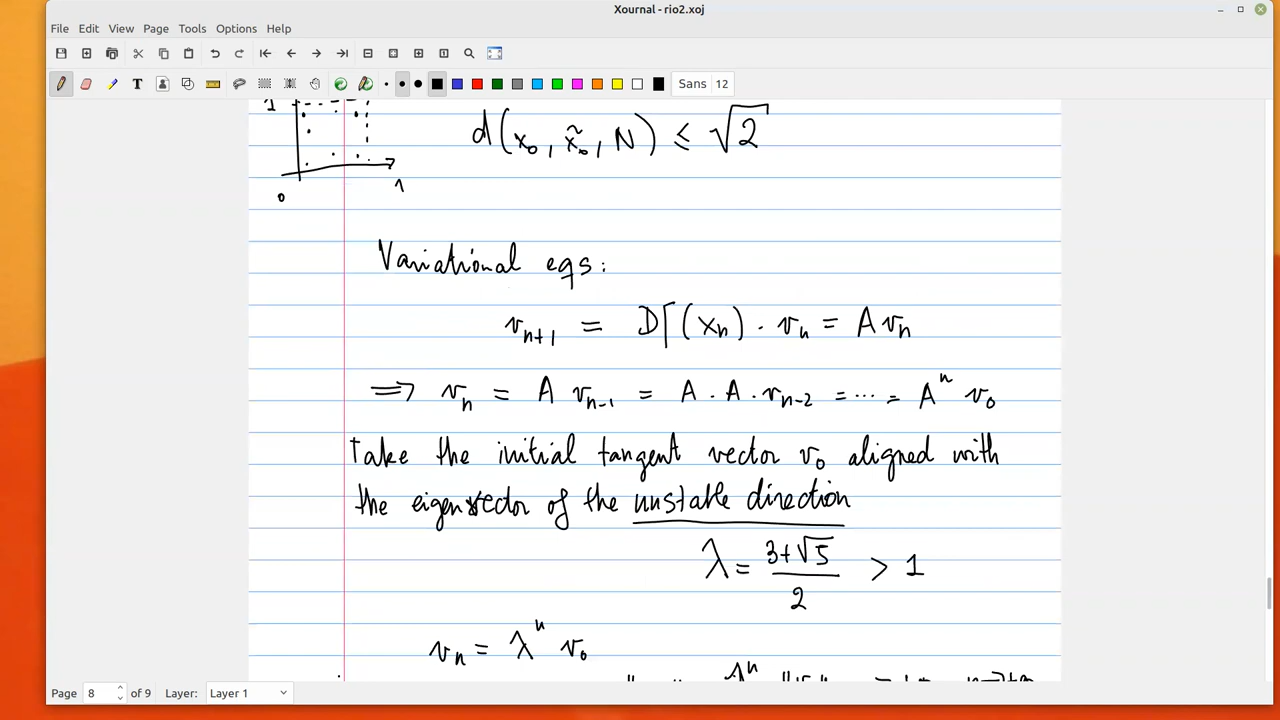 Xournal - rio2.xoj
File Edit View Page Tools Options Help
Sans 12
1
0 1
d(x₀, x̃₀, N) ≤ √2
Variational eqs:
vₙ₊₁ = DΓ(xₙ) · vₙ = A vₙ
⟹ vₙ = A vₙ₋₁ = A · A · vₙ₋₂ = ··· = Aⁿ v₀
Take the initial tangent vector v₀ aligned with
the eigenvector of the unstable direction
λ = (3+√5)/2 > 1
vₙ = λⁿ v₀
Page 8 of 9 Layer: Layer 1